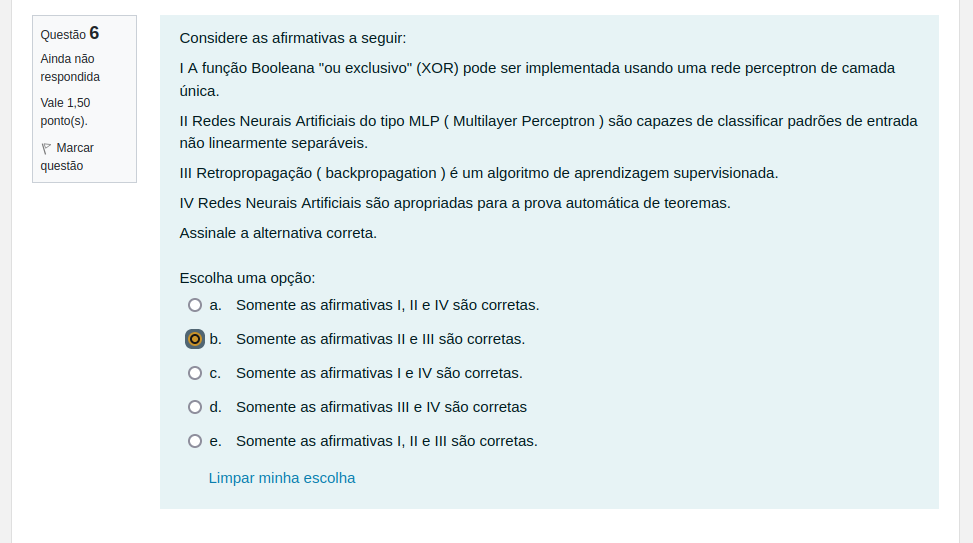 Questão 6
Ainda não
respondida
Vale 1,50
ponto(s).
Marcar
questão
Considere as afirmativas a seguir:
I A função Booleana "ou exclusivo" (XOR) pode ser implementada usando uma rede perceptron de camada
única.
II Redes Neurais Artificiais do tipo MLP ( Multilayer Perceptron ) são capazes de classificar padrões de entrada
não linearmente separáveis.
III Retropropagação ( backpropagation ) é um algoritmo de aprendizagem supervisionada.
IV Redes Neurais Artificiais são apropriadas para a prova automática de teoremas.
Assinale a alternativa correta.
Escolha uma opção:
a. Somente as afirmativas I, II e IV são corretas.
b. Somente as afirmativas II e III são corretas.
c. Somente as afirmativas I e IV são corretas.
d. Somente as afirmativas III e IV são corretas
e. Somente as afirmativas I, II e III são corretas.
Limpar minha escolha